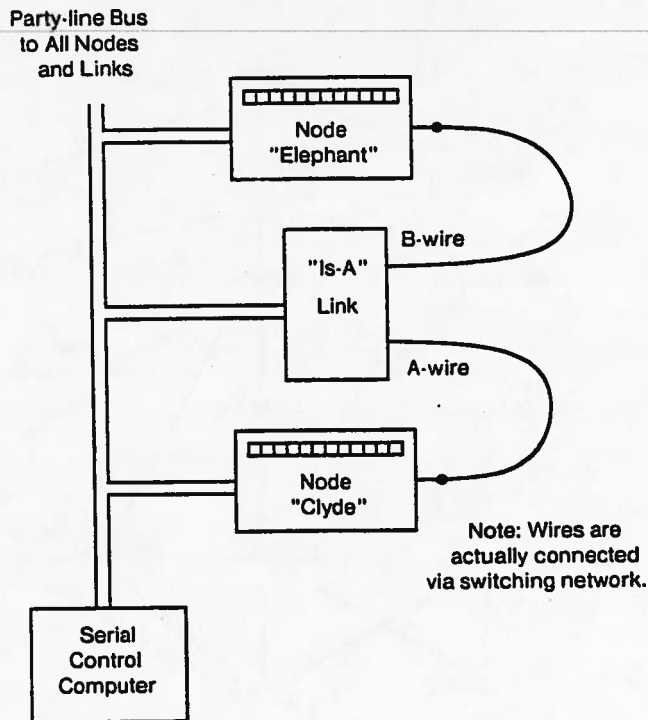 Party-line Bus
to All Nodes
and Links
Node
"Elephant"
B-wire
"Is-A"
Link
A-wire
Node
"Clyde"
Note: Wires are
actually connected
via switching network.
Serial
Control
Computer